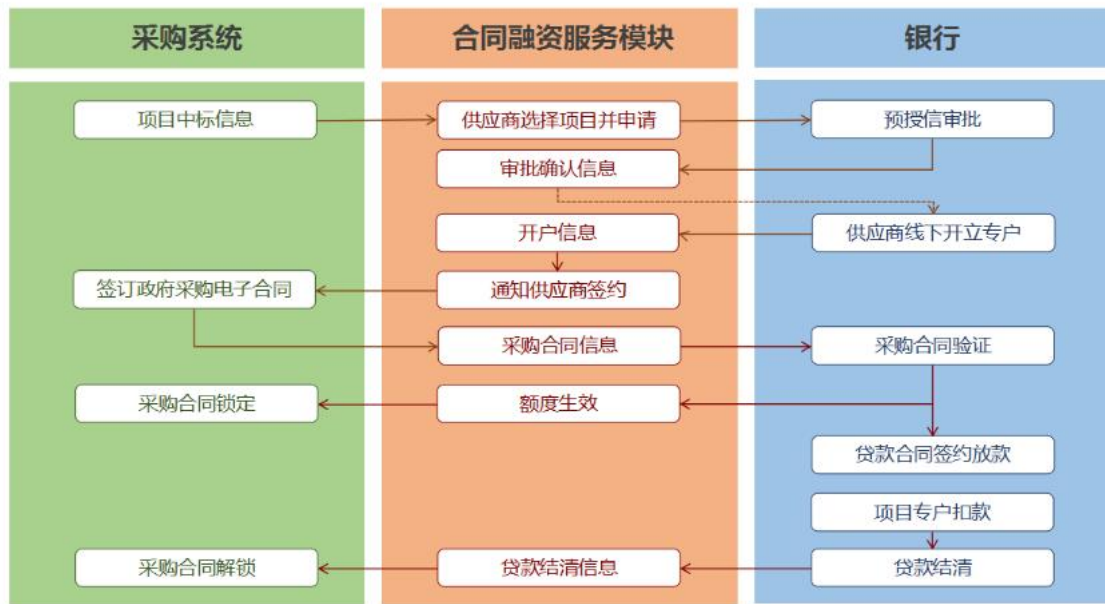 采购系统
合同融资服务模块
银行
项目中标信息
供应商选择项目并申请
预授信审批
审批确认信息
开户信息
供应商线下开立专户
签订政府采购电子合同
通知供应商签约
采购合同信息
采购合同验证
采购合同锁定
额度生效
贷款合同签约放款
项目专户扣款
采购合同解锁
贷款结清信息
贷款结清